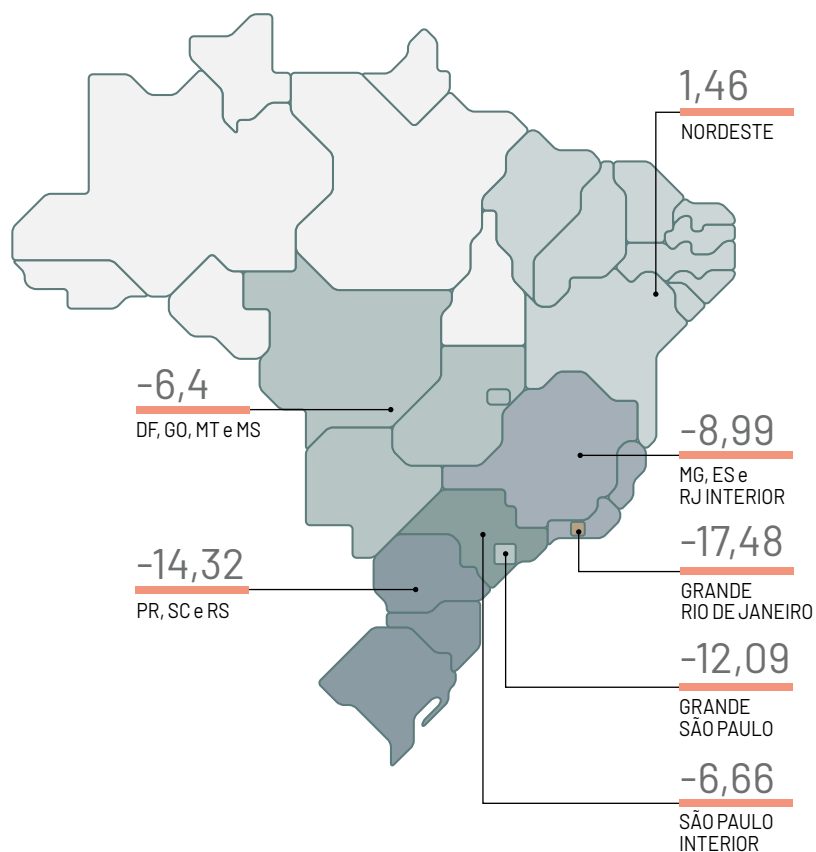 1,46
NORDESTE
-6,4
DF, GO, MT e MS
-8,99
MG, ES e
RJ INTERIOR
-17,48
GRANDE
RIO DE JANEIRO
-14,32
PR, SC e RS
-12,09
GRANDE
SÃO PAULO
-6,66
SÃO PAULO
INTERIOR